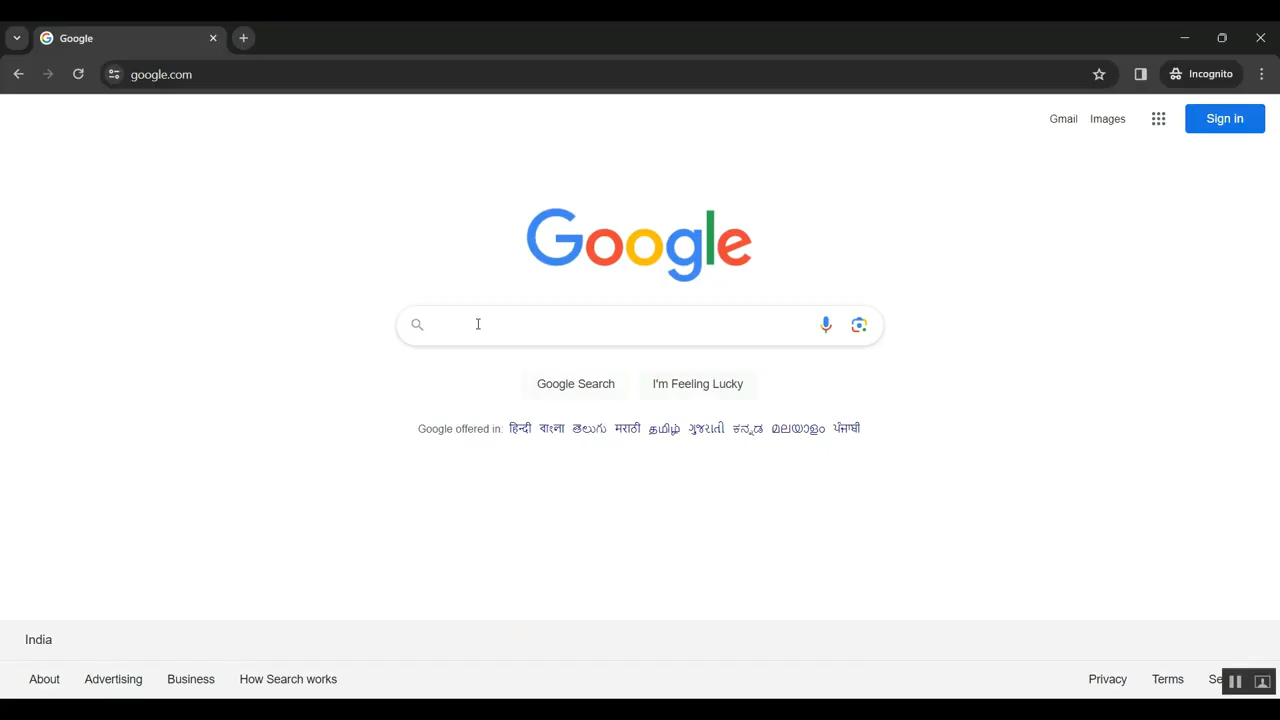 Google
google.com
Incognito
Gmail Images Sign in
Google
Google Search I'm Feeling Lucky
Google offered in: हिन्दी বাংলা తెలుగు मराठी தமிழ் ગુજરાતી ಕನ್ನಡ മലയാളം ਪੰਜਾਬੀ
India
About Advertising Business How Search works Privacy Terms Se